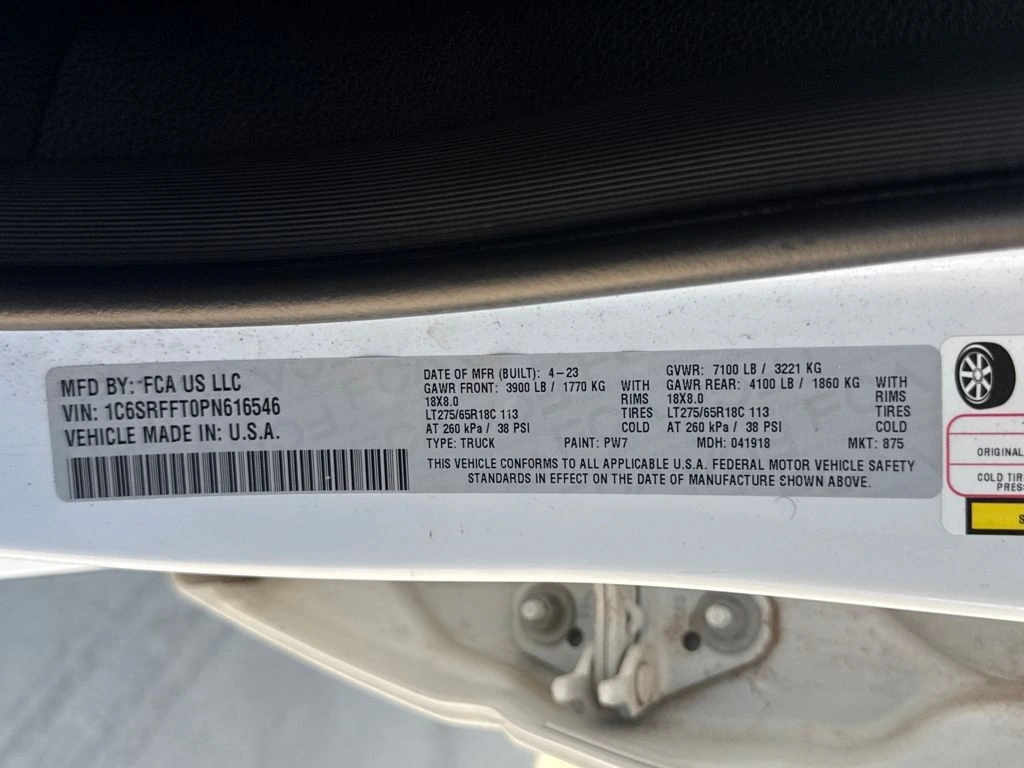 MFD BY: FCA US LLC
VIN: 1C6SRFFT0PN616546
VEHICLE MADE IN: U.S.A.
DATE OF MFR (BUILT): 4-23
GAWR FRONT: 3900 LB / 1770 KG WITH
18X8.0 RIMS
LT275/65R18C 113 TIRES
AT 260 kPa / 38 PSI COLD
TYPE: TRUCK PAINT: PW7
GVWR: 7100 LB / 3221 KG
GAWR REAR: 4100 LB / 1860 KG WITH
18X8.0 RIMS
LT275/65R18C 113 TIRES
AT 260 kPa / 38 PSI COLD
MDH: 041918 MKT: 875
THIS VEHICLE CONFORMS TO ALL APPLICABLE U.S.A. FEDERAL MOTOR VEHICLE SAFETY
STANDARDS IN EFFECT ON THE DATE OF MANUFACTURE SHOWN ABOVE.
ORIGINAL
COLD TIR
PRES